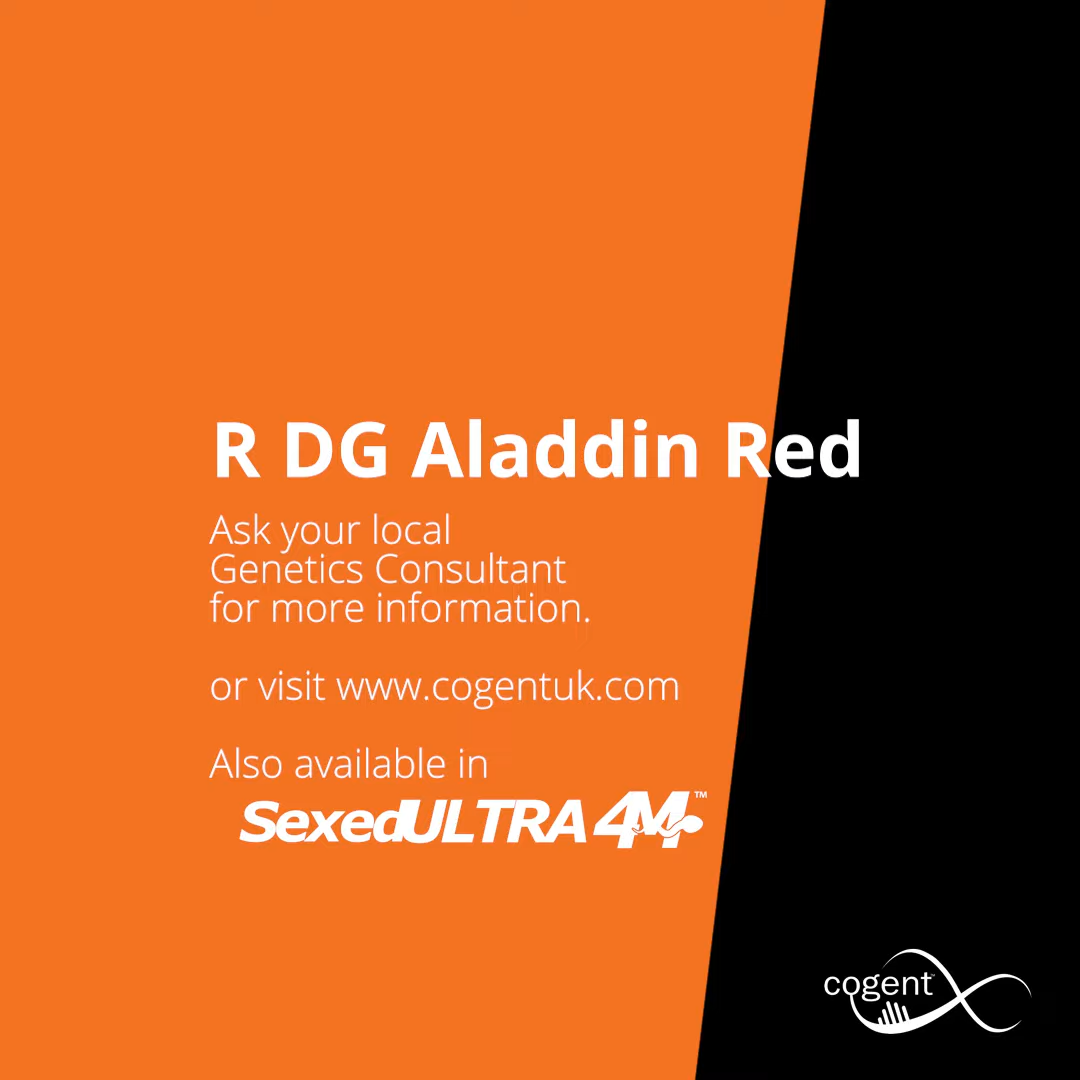 R DG Aladdin Red
Ask your local
Genetics Consultant
for more information.
or visit www.cogentuk.com
Also available in
SexedULTRA 4M™
cogent™